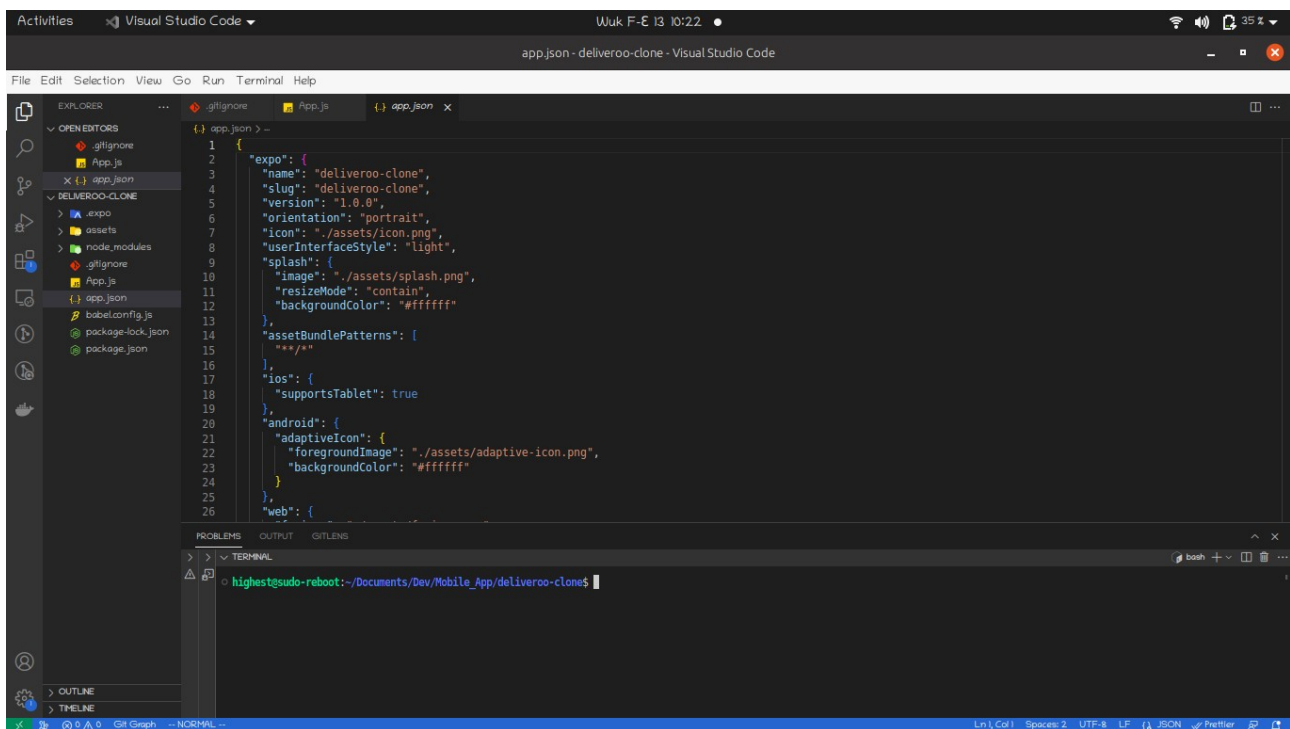 Activities
Visual Studio Code
Wuk F-Ɛ 13 10:22
35 %
app.json - deliveroo-clone - Visual Studio Code
File Edit Selection View Go Run Terminal Help
EXPLORER
.gitignore
App.js
{..} app.json
OPEN EDITORS
.gitignore
App.js
{..} app.json
DELIVEROO-CLONE
.expo
assets
node_modules
.gitignore
App.js
{..} app.json
babel.config.js
package-lock.json
package.json
OUTLINE
TIMELINE
{..} app.json > ...
1 {
2 "expo": {
3 "name": "deliveroo-clone",
4 "slug": "deliveroo-clone",
5 "version": "1.0.0",
6 "orientation": "portrait",
7 "icon": "./assets/icon.png",
8 "userInterfaceStyle": "light",
9 "splash": {
10 "image": "./assets/splash.png",
11 "resizeMode": "contain",
12 "backgroundColor": "#ffffff"
13 },
14 "assetBundlePatterns": [
15 "**/*"
16 ],
17 "ios": {
18 "supportsTablet": true
19 },
20 "android": {
21 "adaptiveIcon": {
22 "foregroundImage": "./assets/adaptive-icon.png",
23 "backgroundColor": "#ffffff"
24 }
25 },
26 "web": {
PROBLEMS OUTPUT GITLENS
TERMINAL
bash
highest@sudo-reboot:~/Documents/Dev/Mobile_App/deliveroo-clone$
0 0 Git Graph -- NORMAL --
Ln 1, Col 1 Spaces: 2 UTF-8 LF {} JSON Prettier